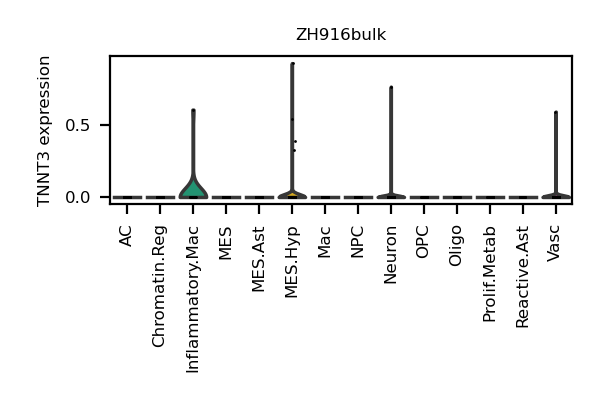 ZH916bulk
TNNT3 expression
0.5
0.0
AC
Chromatin.Reg
Inflammatory.Mac
MES
MES.Ast
MES.Hyp
Mac
NPC
Neuron
OPC
Oligo
Prolif.Metab
Reactive.Ast
Vasc